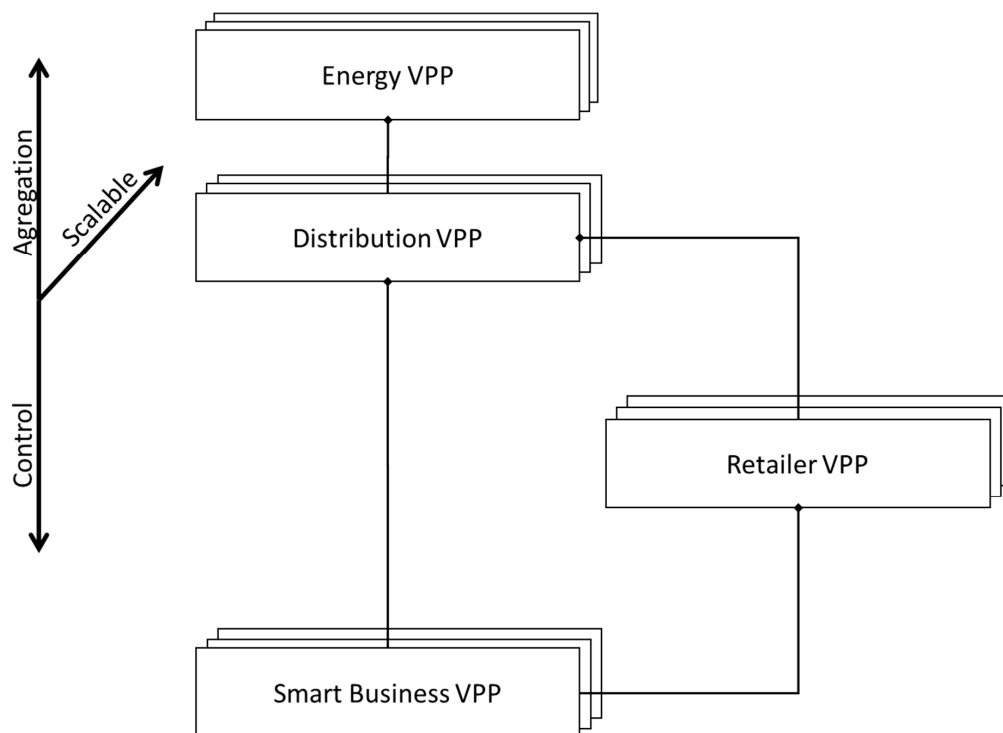 Energy VPP
Agregation
Scalable
Distribution VPP
Control
Retailer VPP
Smart Business VPP